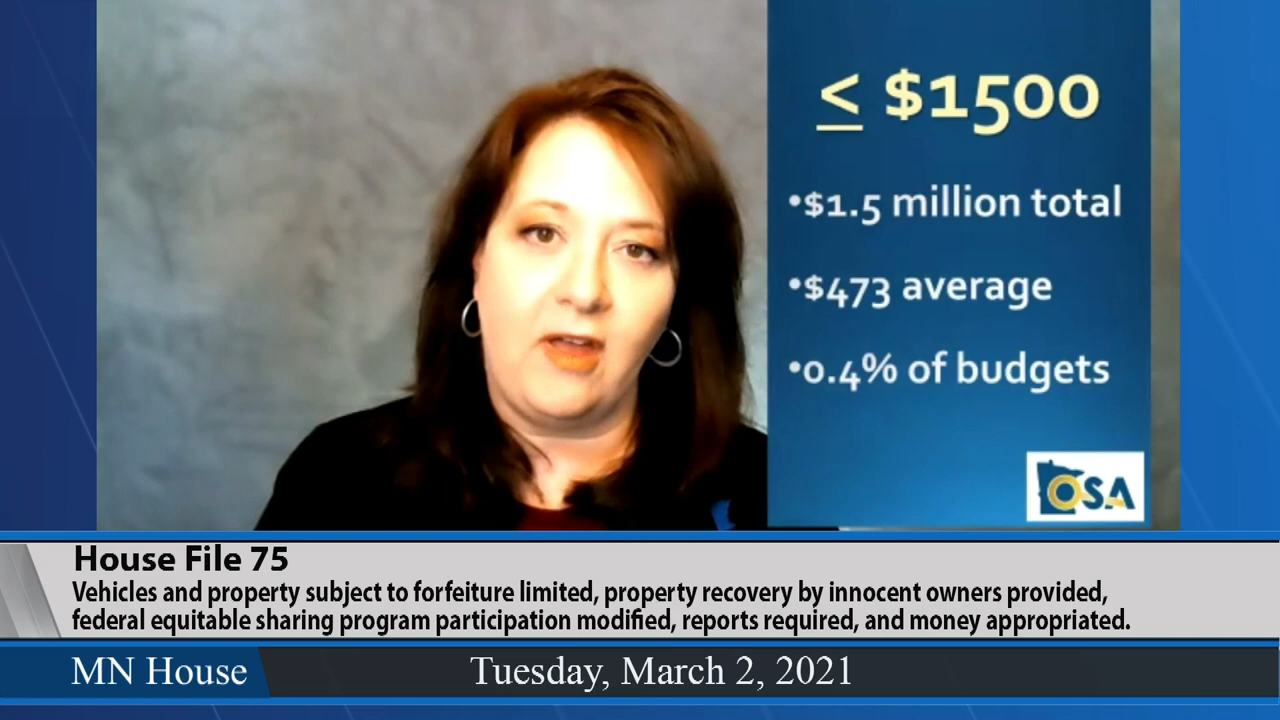 ≤ $1500
•$1.5 million total
•$473 average
•0.4% of budgets
OSA
House File 75
Vehicles and property subject to forfeiture limited, property recovery by innocent owners provided,
federal equitable sharing program participation modified, reports required, and money appropriated.
MN House
Tuesday, March 2, 2021